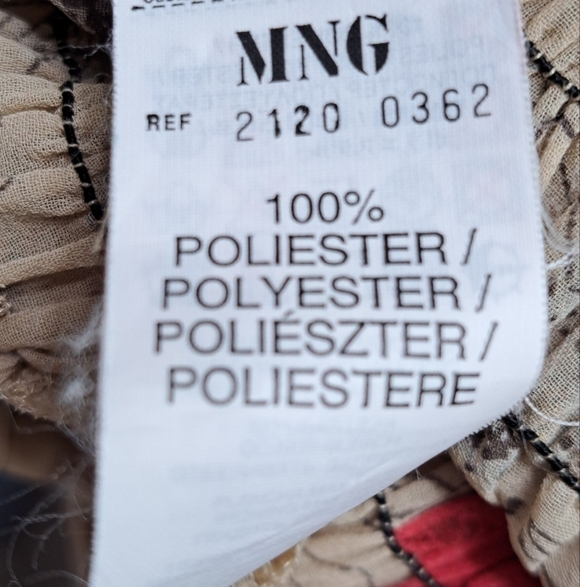 MNG
REF 2120 0362
100%
POLIESTER /
POLYESTER /
POLIÉSZTER /
POLIESTERE